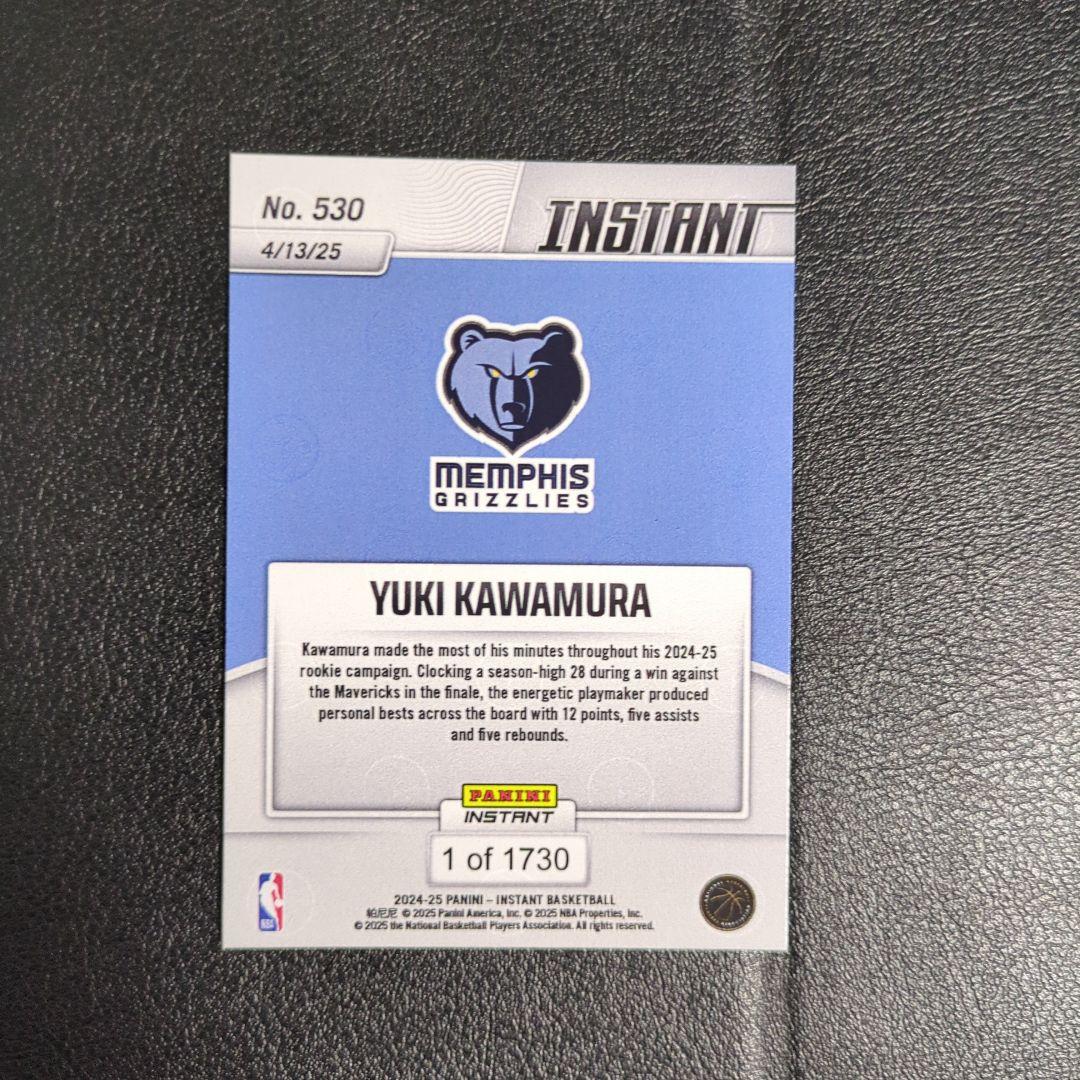 No. 530
INSTANT
4/13/25
MEMPHIS
GRIZZLIES
YUKI KAWAMURA
Kawamura made the most of his minutes throughout his 2024-25
rookie campaign. Clocking a season-high 28 during a win against
the Mavericks in the finale, the energetic playmaker produced
personal bests across the board with 12 points, five assists
and five rebounds.
PANINI
INSTANT
1 of 1730
NBA
2024-25 PANINI – INSTANT BASKETBALL
帕尼尼 © 2025 Panini America, Inc. © 2025 NBA Properties, Inc.
© 2025 the National Basketball Players Association. All rights reserved.